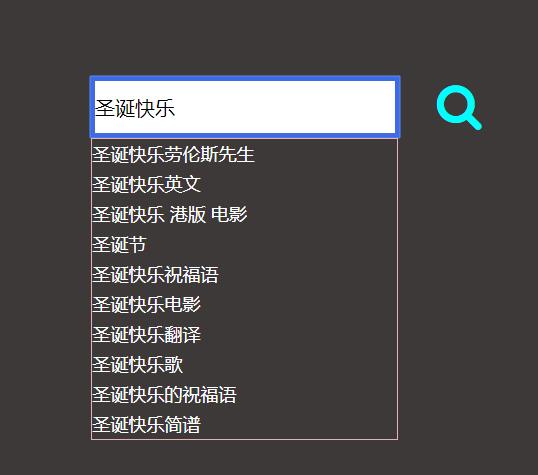 圣诞快乐
圣诞快乐劳伦斯先生
圣诞快乐英文
圣诞快乐 港版 电影
圣诞节
圣诞快乐祝福语
圣诞快乐电影
圣诞快乐翻译
圣诞快乐歌
圣诞快乐的祝福语
圣诞快乐简谱